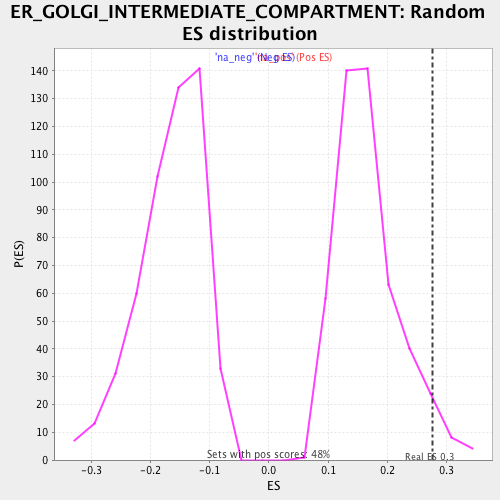 ER_GOLGI_INTERMEDIATE_COMPARTMENT: Random
ES distribution
'na_neg' (Neg ES)
'na_pos' (Pos ES)
140
130
120
110
100
90
80
70
60
50
40
30
20
10
0
P(ES)
Sets with pos scores: 48%
Real ES 0,3
-0.3
-0.2
-0.1
0.0
0.1
0.2
0.3
ES